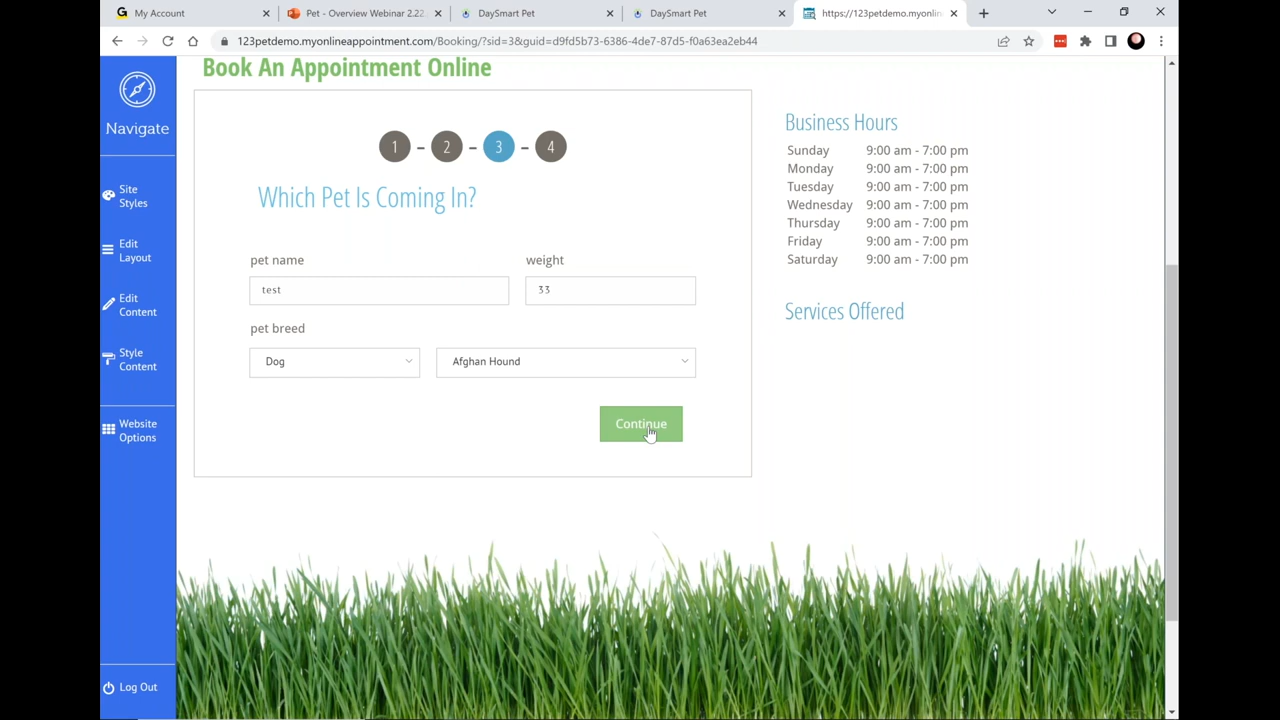 My Account
Pet - Overview Webinar 2.22...
DaySmart Pet
DaySmart Pet
https://123petdemo.myonlin
123petdemo.myonlineappointment.com/Booking/?sid=3&guid=d9fd5b73-6386-4de7-87d5-f0a63ea2eb44
Navigate
Site
Styles
Edit
Layout
Edit
Content
Style
Content
Website
Options
Log Out
Book An Appointment Online
1 - 2 - 3 - 4
Which Pet Is Coming In?
pet name weight
test 33
pet breed
Dog Afghan Hound
Continue
Business Hours
Sunday 9:00 am - 7:00 pm
Monday 9:00 am - 7:00 pm
Tuesday 9:00 am - 7:00 pm
Wednesday 9:00 am - 7:00 pm
Thursday 9:00 am - 7:00 pm
Friday 9:00 am - 7:00 pm
Saturday 9:00 am - 7:00 pm
Services Offered